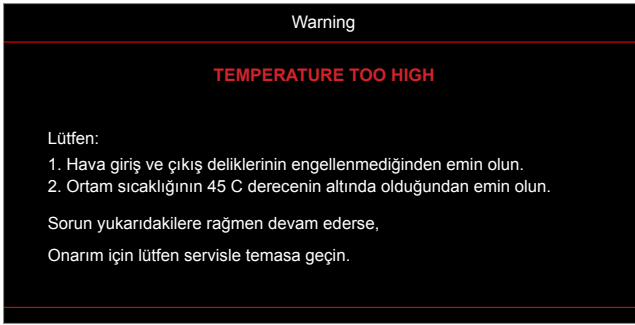 Warning
TEMPERATURE TOO HIGH
Lütfen:
1. Hava giriş ve çıkış deliklerinin engellenmediğinden emin olun.
2. Ortam sıcaklığının 45 C derecenin altında olduğundan emin olun.
Sorun yukarıdakilere rağmen devam ederse,
Onarım için lütfen servisle temasa geçin.